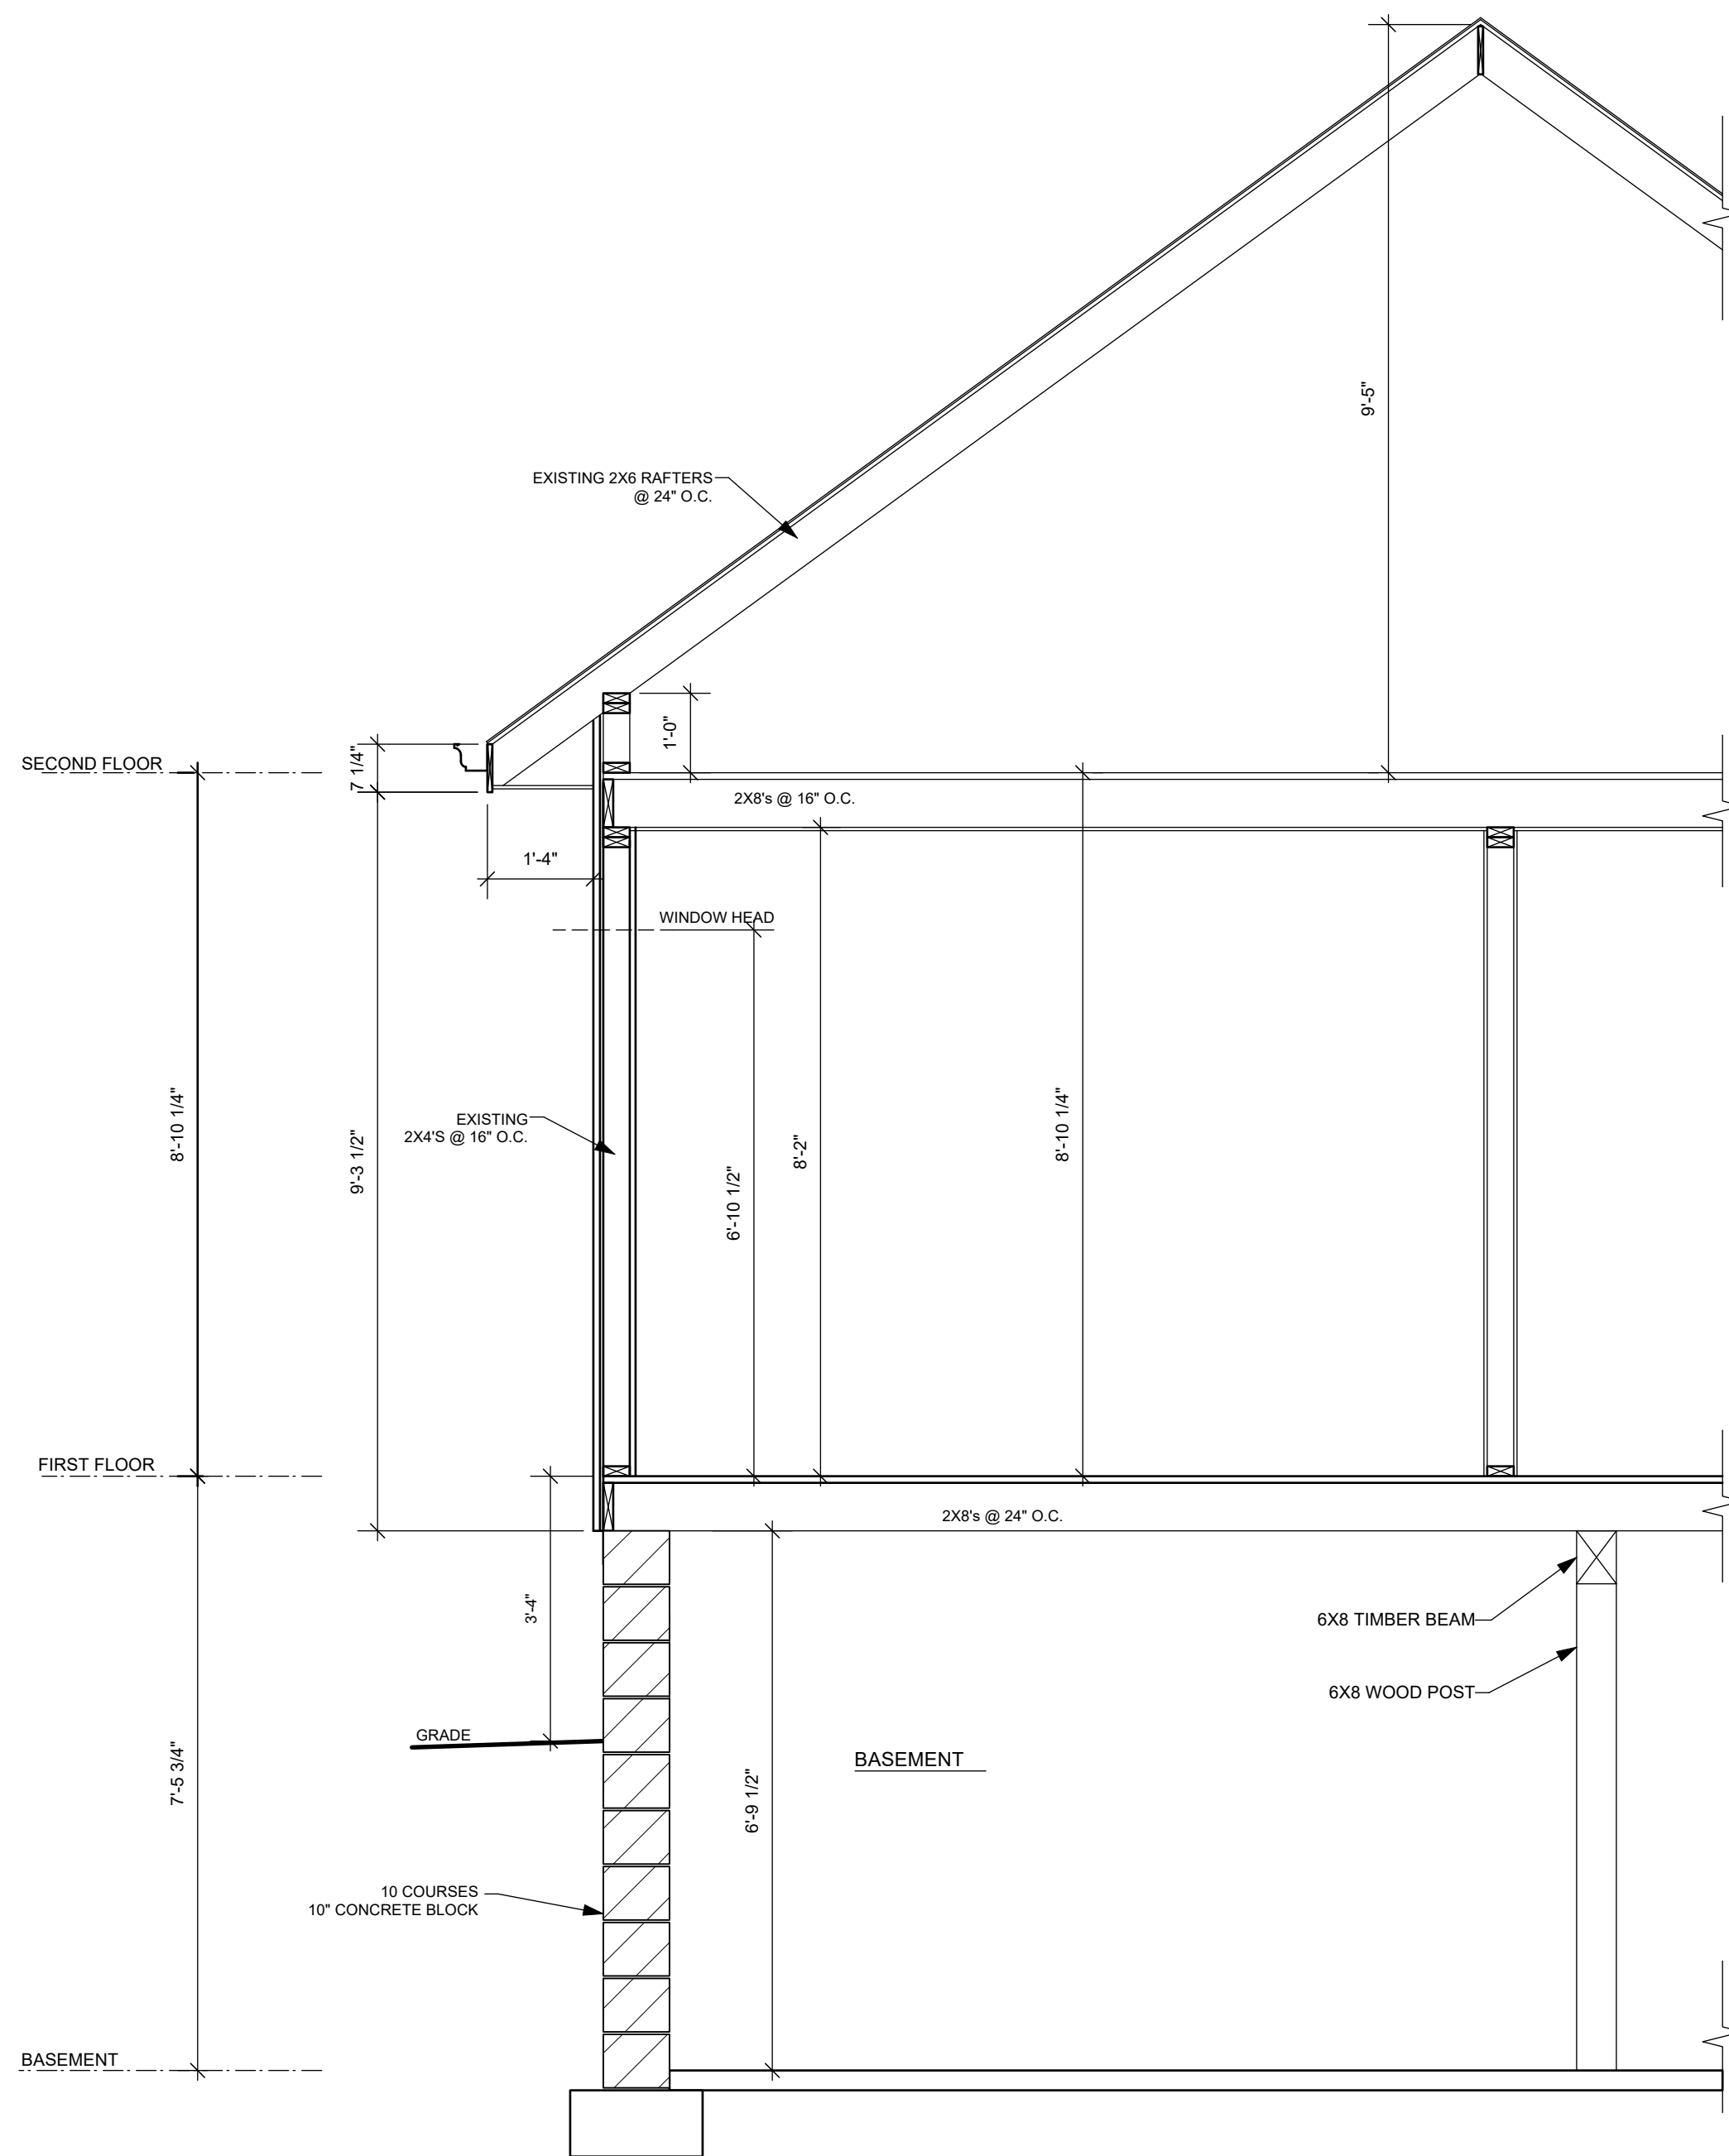 9'-5"
EXISTING 2X6 RAFTERS
@ 24" O.C.
1'-0"
SECOND FLOOR
7 1/4"
2X8's @ 16" O.C.
1'-4"
WINDOW HEAD
8'-10 1/4"
9'-3 1/2"
EXISTING
2X4'S @ 16" O.C.
6'-10 1/2"
8'-2"
8'-10 1/4"
FIRST FLOOR
2X8's @ 24" O.C.
3'-4"
6X8 TIMBER BEAM
6X8 WOOD POST
GRADE
BASEMENT
7'-5 3/4"
6'-9 1/2"
10 COURSES
10" CONCRETE BLOCK
BASEMENT